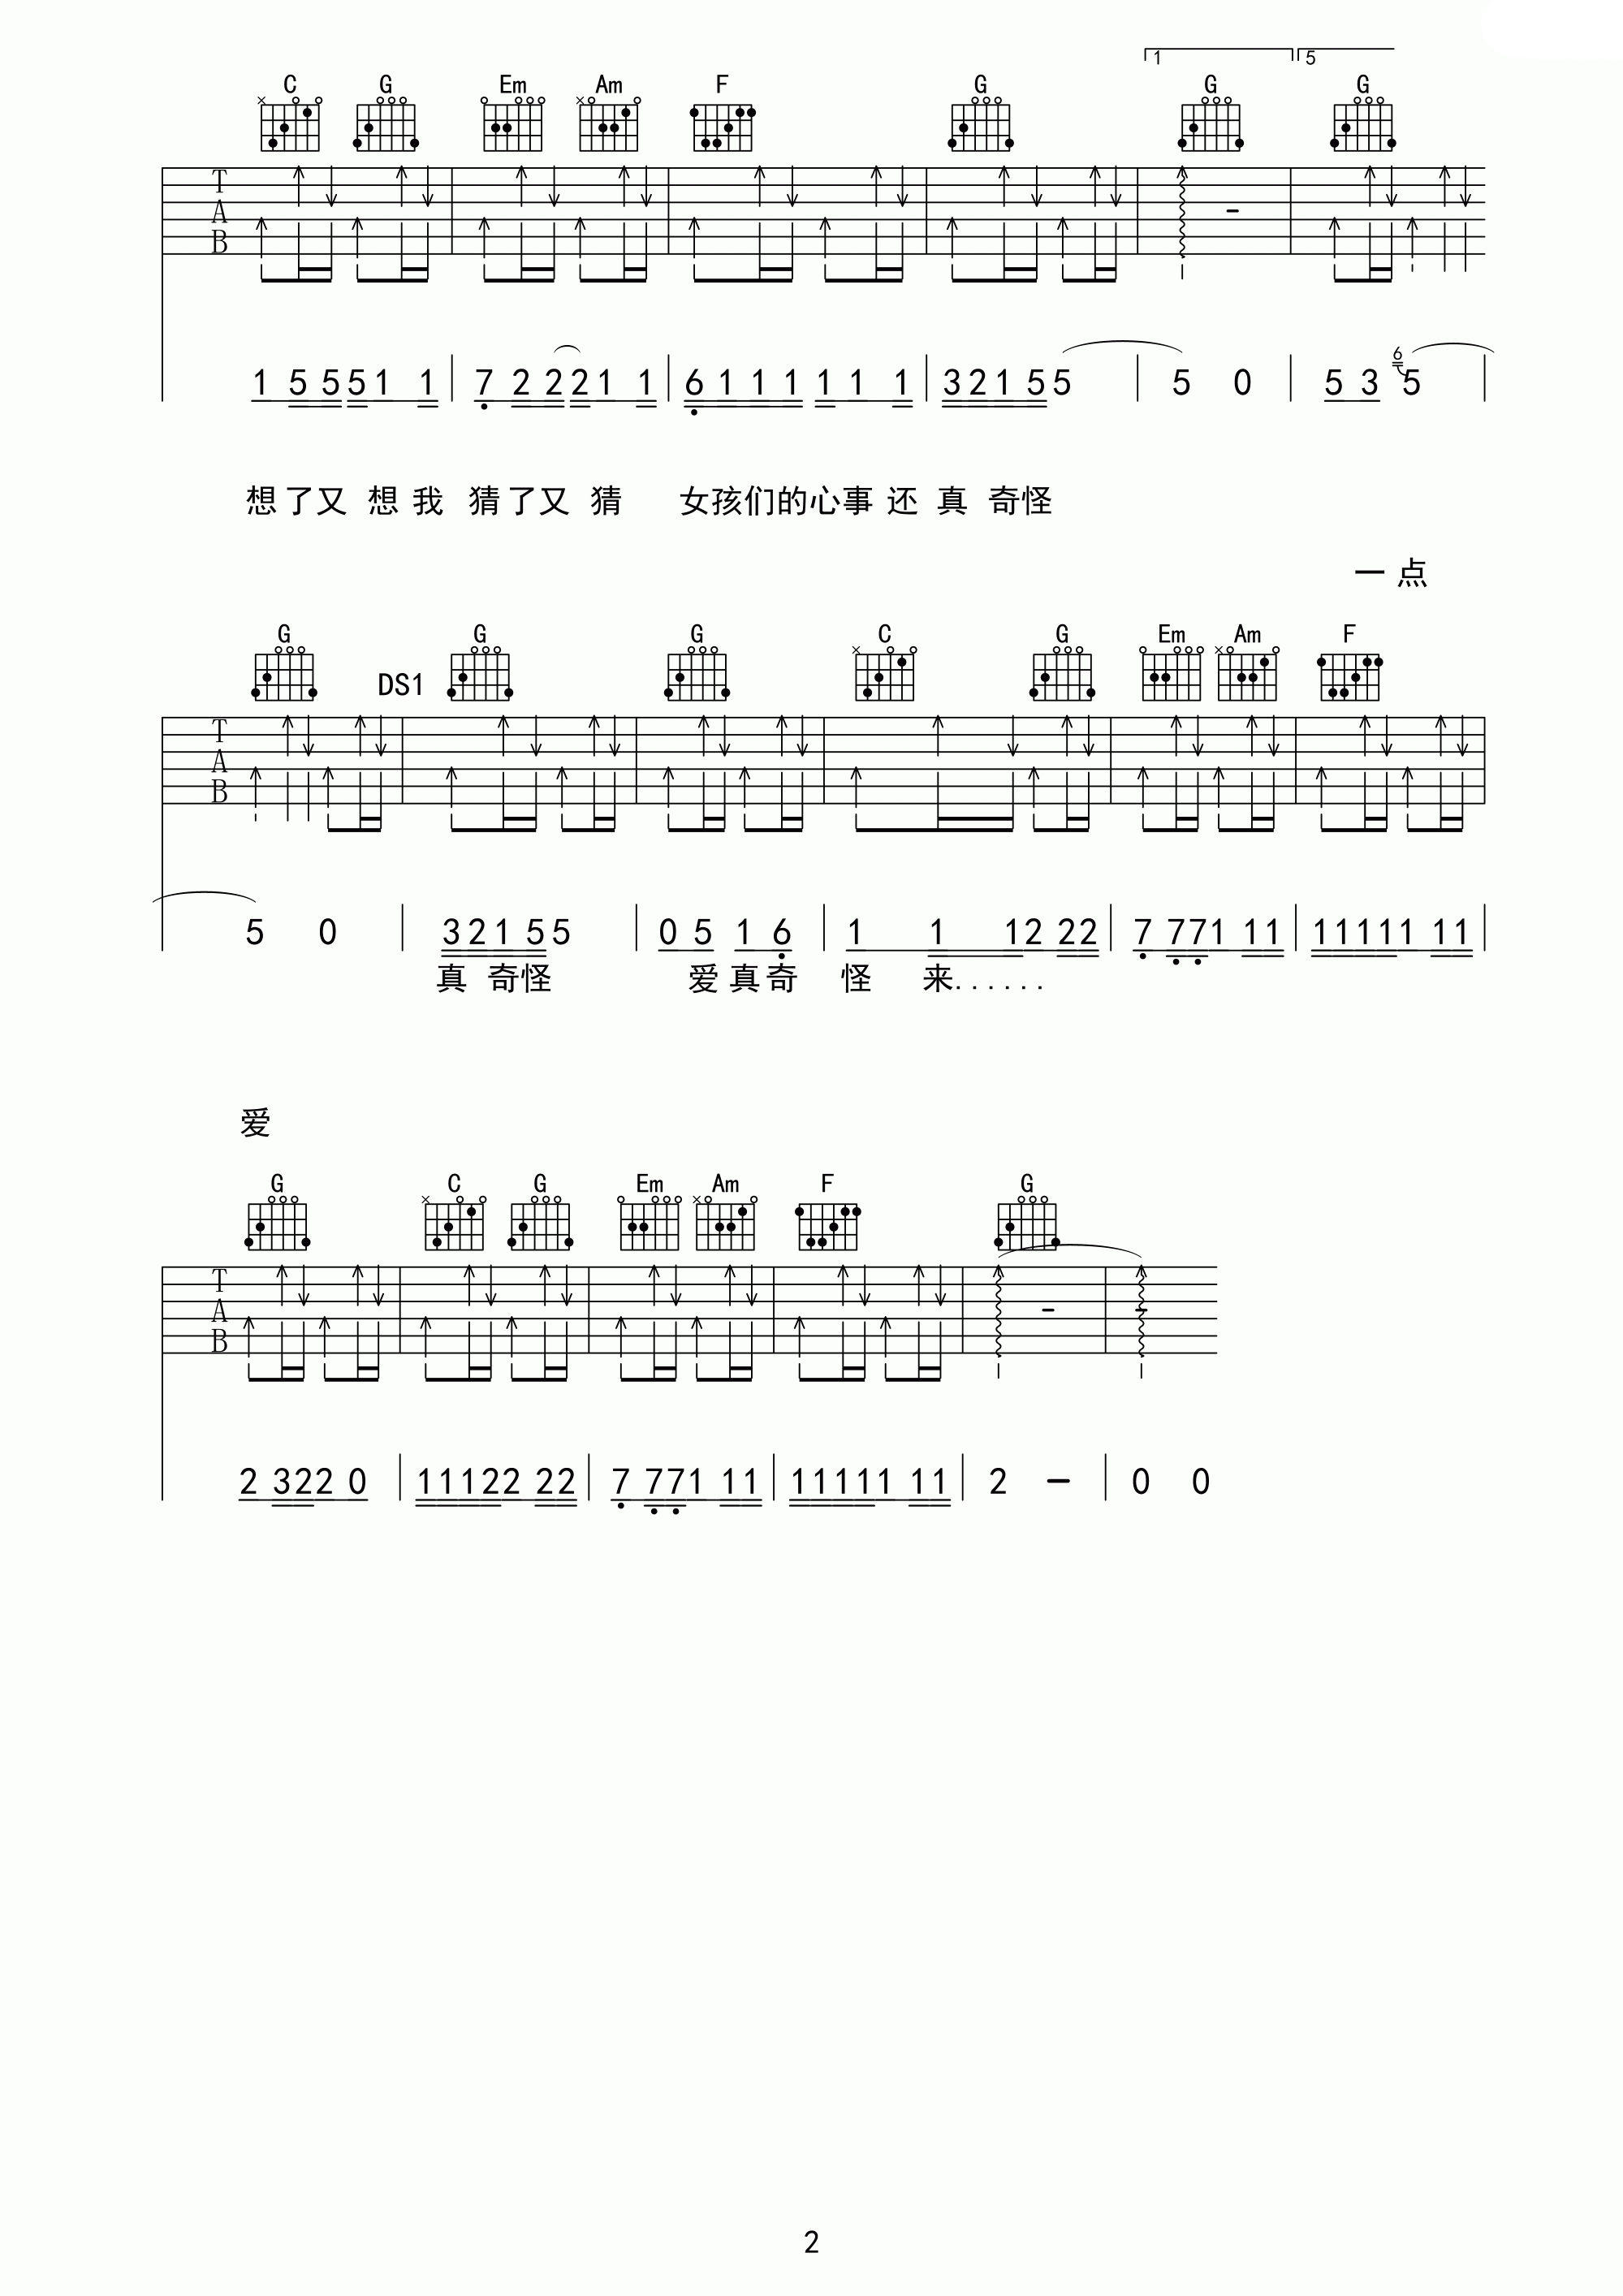 1 5
C G Em Am F G G G
T
A
B
1 5 5 5 1 1 7 2 2 2 1 1 6 1 1 1 1 1 1 3 2 1 5 5 5 0 5 3 6 5
想了又 想 我 猜了又 猜 女孩们的心事 还 真 奇怪
一 点
G DS1 G G C G Em Am F
T
A
B
5 0 3 2 1 5 5 0 5 1 6 1 1 1 2 2 2 7 7 7 1 1 1 1 1 1 1 1 1 1
真 奇怪 爱 真 奇 怪 来......
爱
G C G Em Am F G
T
A
B
2 3 2 2 0 1 1 1 2 2 2 2 7 7 7 1 1 1 1 1 1 1 1 1 1 2 - 0 0
2